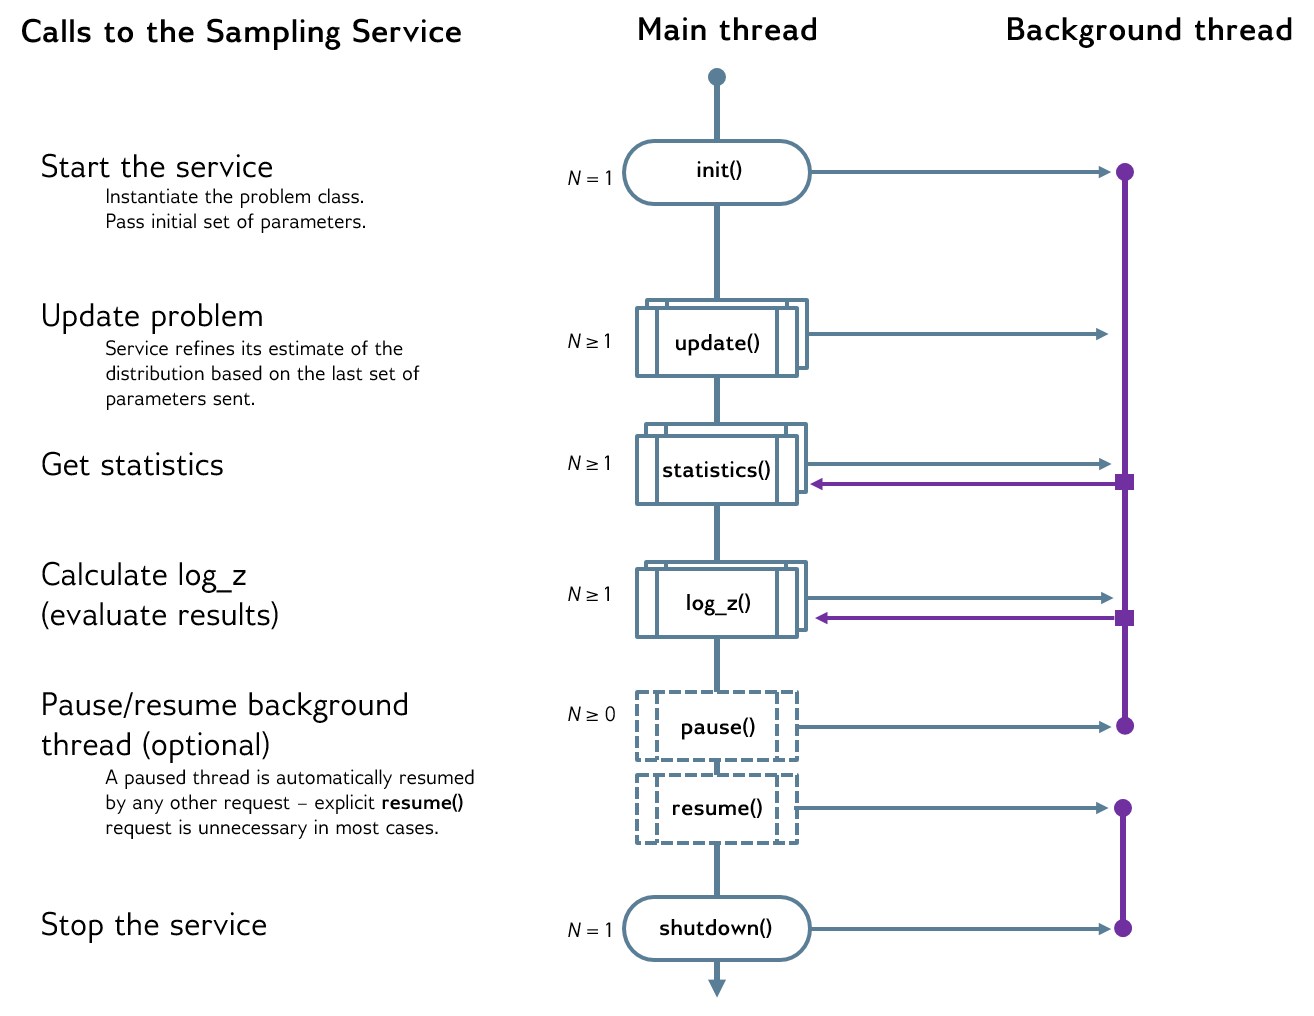 Calls to the Sampling Service
Main thread
Background thread
Start the service
Instantiate the problem class.
Pass initial set of parameters.
N = 1
init()
Update problem
Service refines its estimate of the
distribution based on the last set of
parameters sent.
N ≥ 1
update()
Get statistics
N ≥ 1
statistics()
Calculate log_z
(evaluate results)
N ≥ 1
log_z()
Pause/resume background
thread (optional)
A paused thread is automatically resumed
by any other request – explicit resume()
request is unnecessary in most cases.
N ≥ 0
pause()
resume()
Stop the service
N = 1
shutdown()